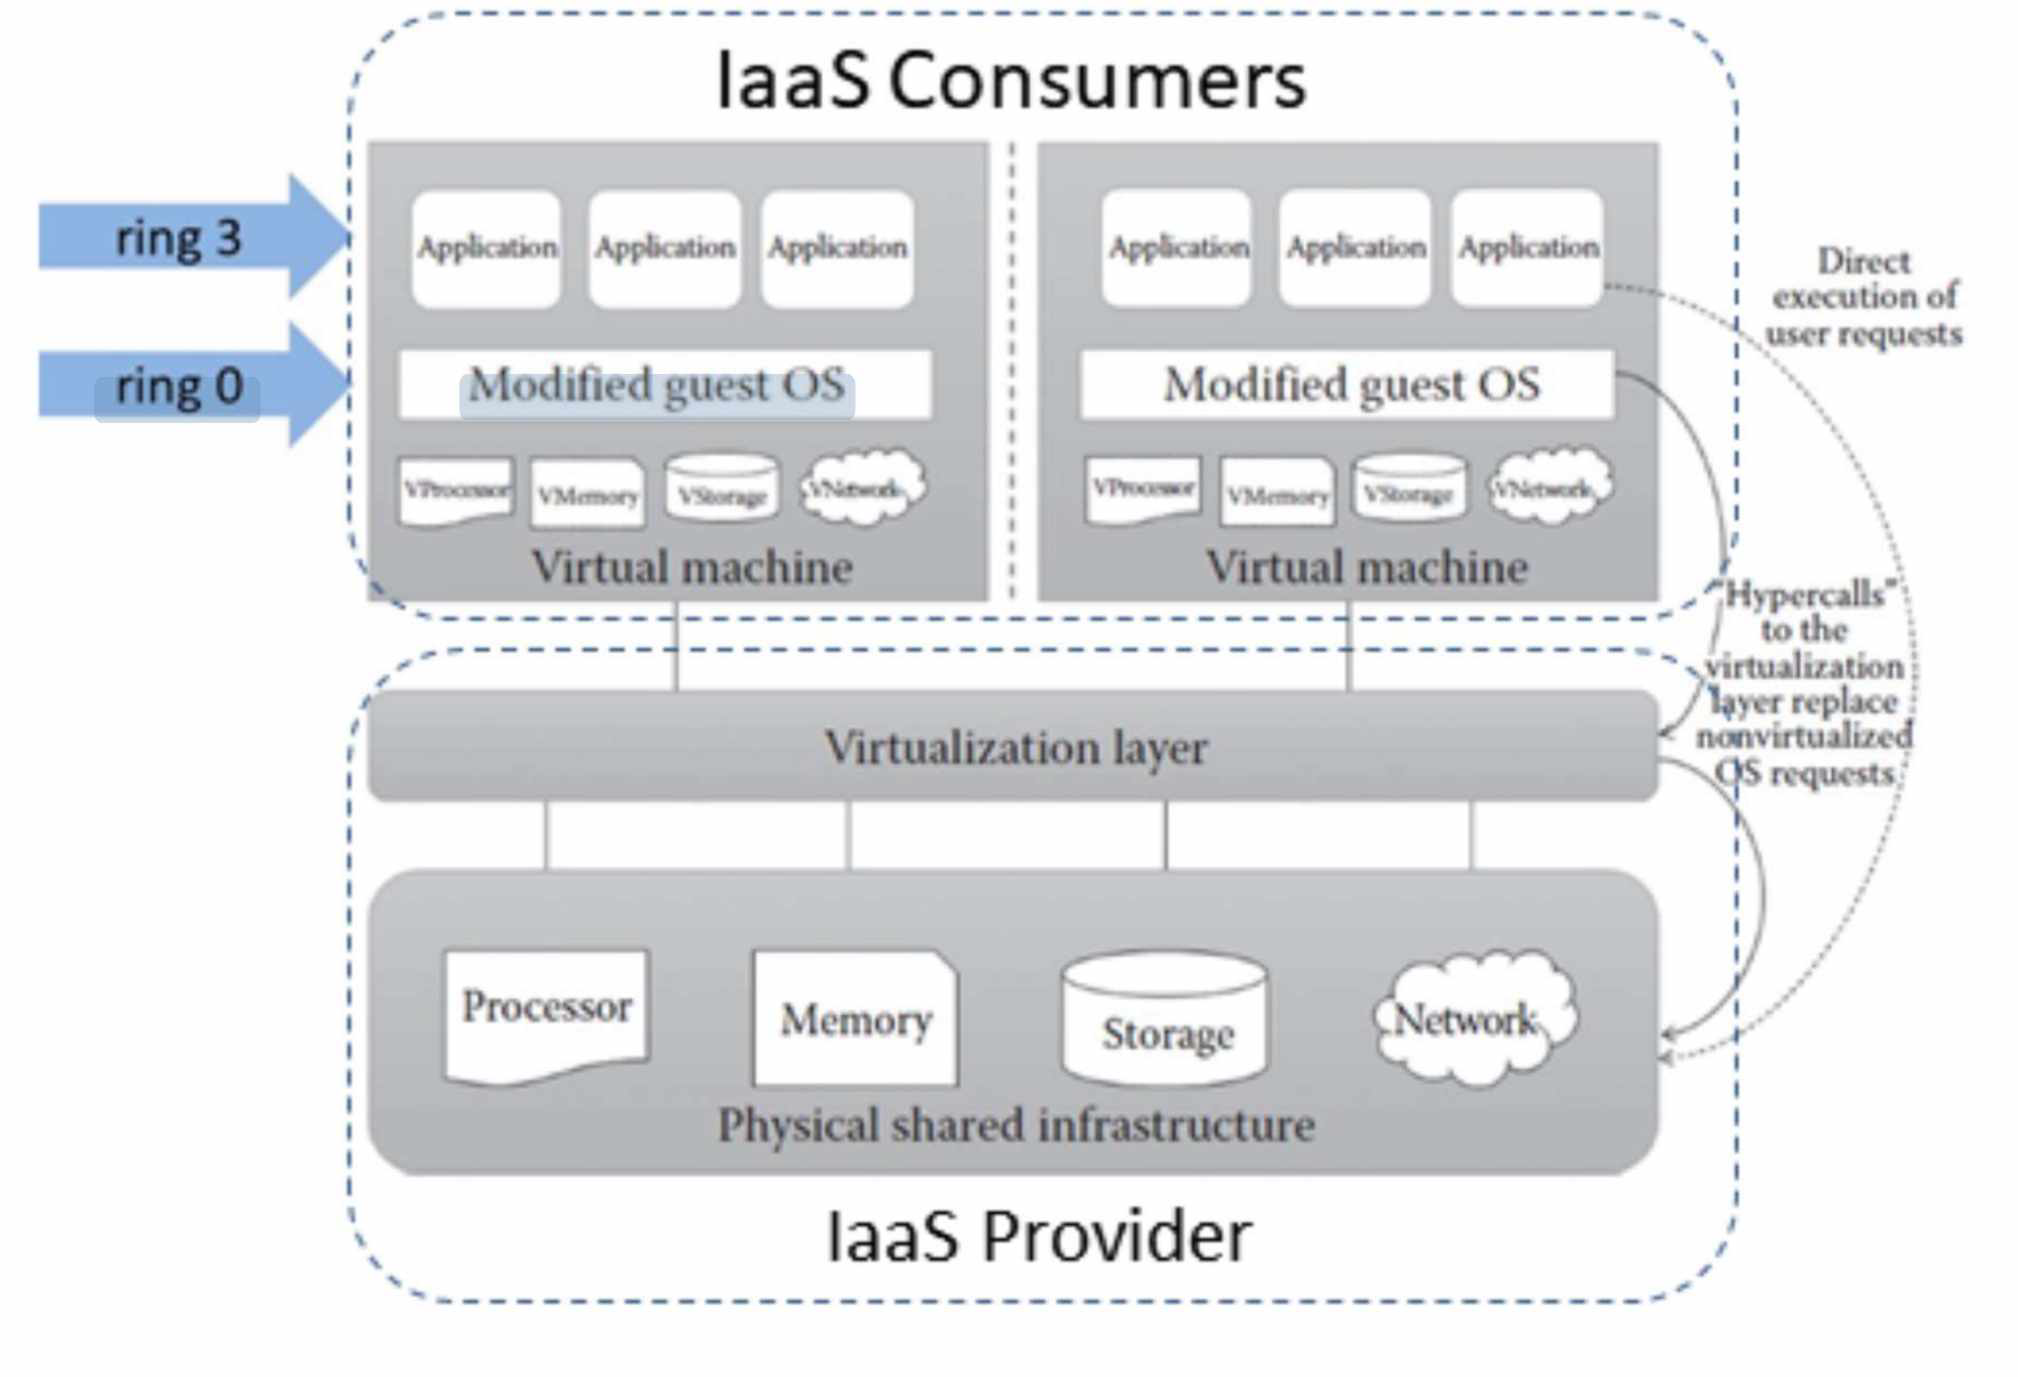 IaaS Consumers
ring 3
Application Application Application
Application Application Application
Direct
execution of
user requests
ring 0
Modified guest OS
Modified guest OS
VProcessor VMemory VStorage VNetwork
VProcessor VMemory VStorage VNetwork
Virtual machine
Virtual machine
"Hypercalls"
to the
virtualization
layer replace
nonvirtualized
OS requests
Virtualization layer
Processor Memory Storage Network
Physical shared infrastructure
IaaS Provider